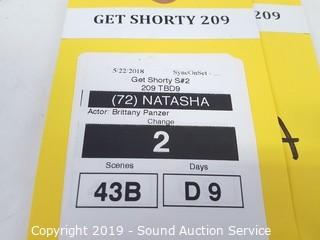 GET SHORTY 209
209
5/22/2018 SyncOnSet - ...
Get Shorty S#2
209 TBD9
(72) NATASHA
Actor: Brittany Panzer
Change
2
Scenes Days
43B D 9
Copyright 2019 - Sound Auction Service